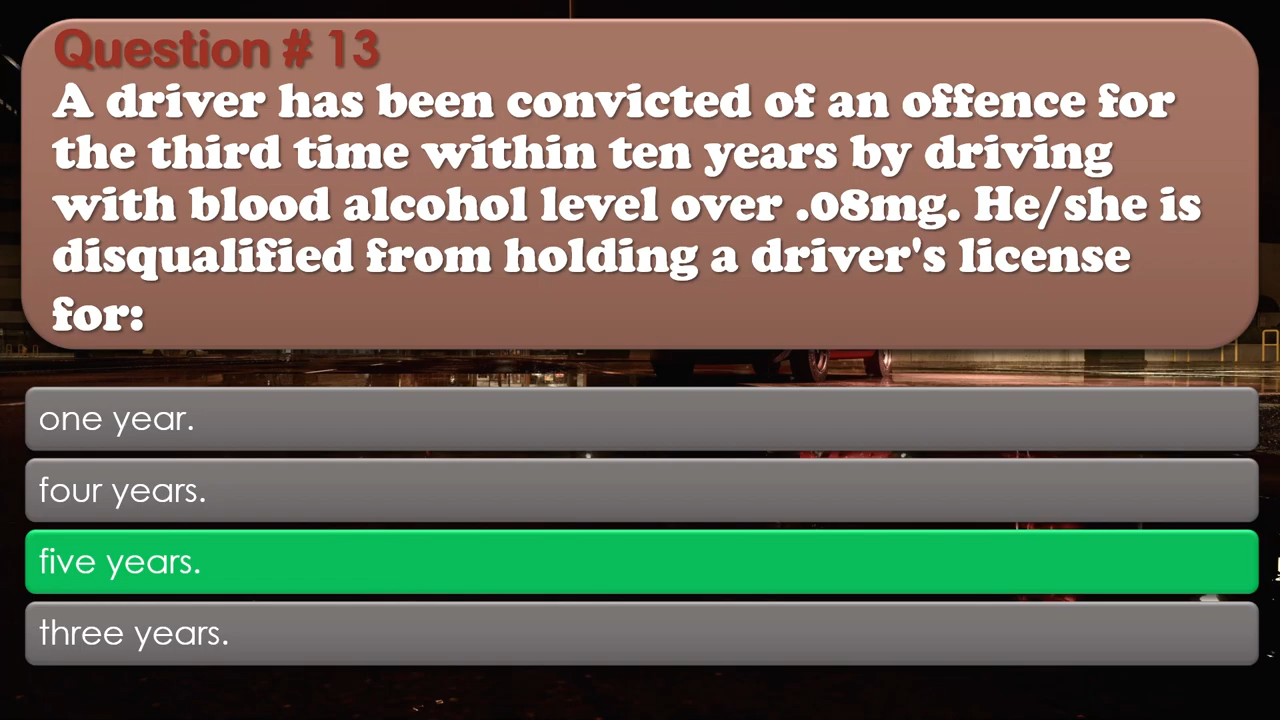 Question # 13
A driver has been convicted of an offence for
the third time within ten years by driving
with blood alcohol level over .08mg. He/she is
disqualified from holding a driver's license
for:
one year.
four years.
five years.
three years.